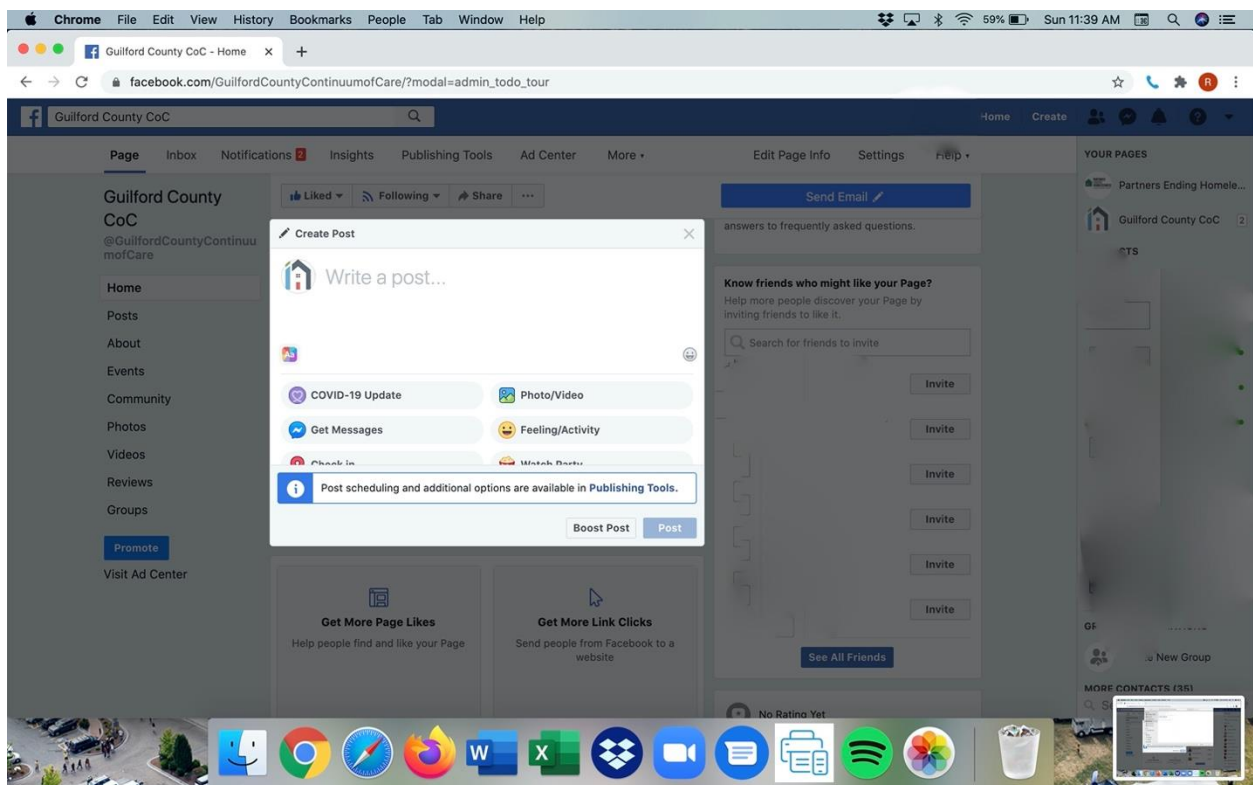 Chrome File Edit View History Bookmarks People Tab Window Help 59% Sun 11:39 AM
Guilford County CoC - Home
facebook.com/GuilfordCountyContinuumofCare/?modal=admin_todo_tour
Guilford County CoC Home Create
Page Inbox Notifications 2 Insights Publishing Tools Ad Center More Edit Page Info Settings Help
YOUR PAGES
Partners Ending Homele...
Guilford County CoC 2
Guilford County
CoC
@GuilfordCountyContinuu
mofCare
Home
Posts
About
Events
Community
Photos
Videos
Reviews
Groups
Promote
Visit Ad Center
Liked Following Share ...
Send Email
Create Post
Write a post...
COVID-19 Update Photo/Video
Get Messages Feeling/Activity
Check in Watch Party
Post scheduling and additional options are available in Publishing Tools.
Boost Post Post
Get More Page Likes
Help people find and like your Page
Get More Link Clicks
Send people from Facebook to a
website
answers to frequently asked questions.
Know friends who might like your Page?
Help more people discover your Page by
inviting friends to like it.
Search for friends to invite
Invite
Invite
Invite
Invite
Invite
Invite
See All Friends
No Rating Yet
New Group
MORE CONTACTS (35)
W X